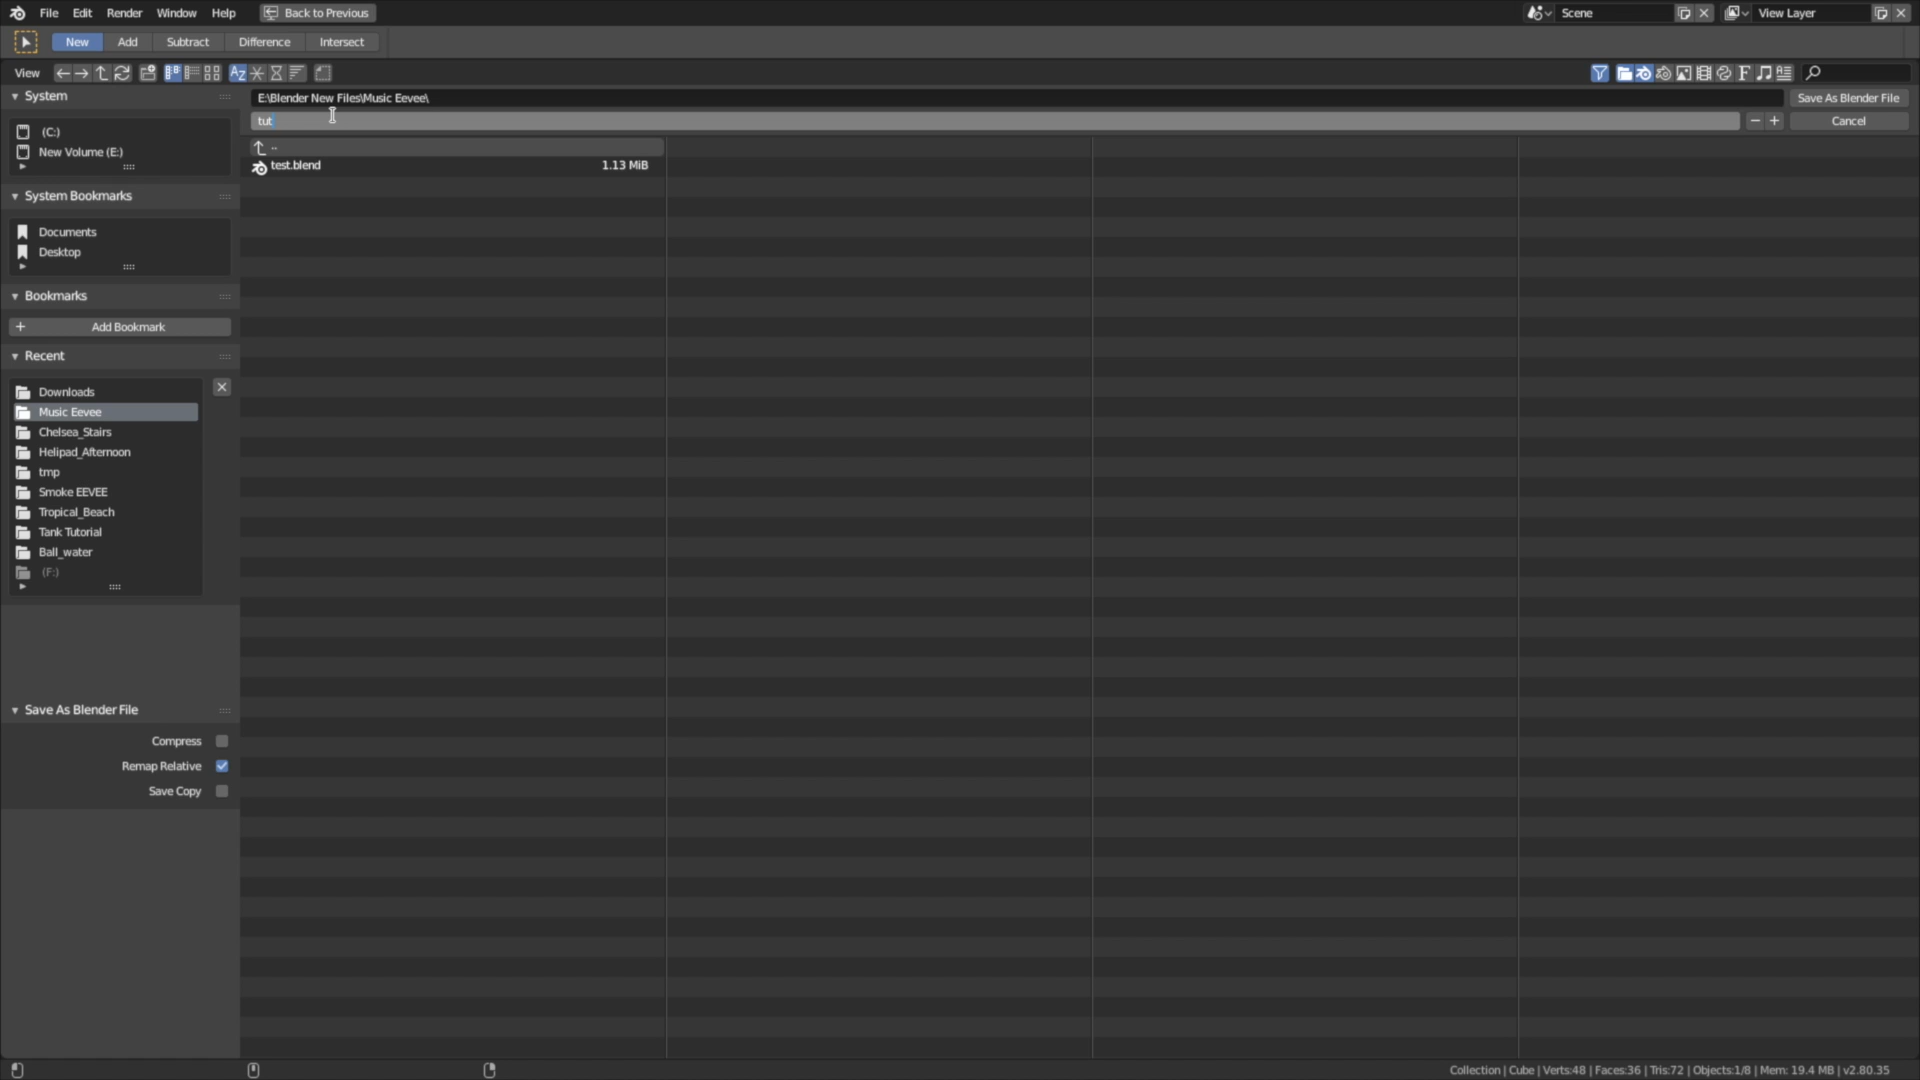 File Edit Render Window Help Back to Previous Scene View Layer
New Add Subtract Difference Intersect
View
System
E:\Blender New Files\Music Eevee\ Save As Blender File
tut Cancel
(C:)
New Volume (E:)
..
test.blend 1.13 MiB
System Bookmarks
Documents
Desktop
Bookmarks
Add Bookmark
Recent
Downloads
Music Eevee
Chelsea_Stairs
Helipad_Afternoon
tmp
Smoke EEVEE
Tropical_Beach
Tank Tutorial
Ball_water
(F:)
Save As Blender File
Compress
Remap Relative
Save Copy
Collection | Cube | Verts:48 | Faces:36 | Tris:72 | Objects:1/8 | Mem: 19.4 MB | v2.80.35